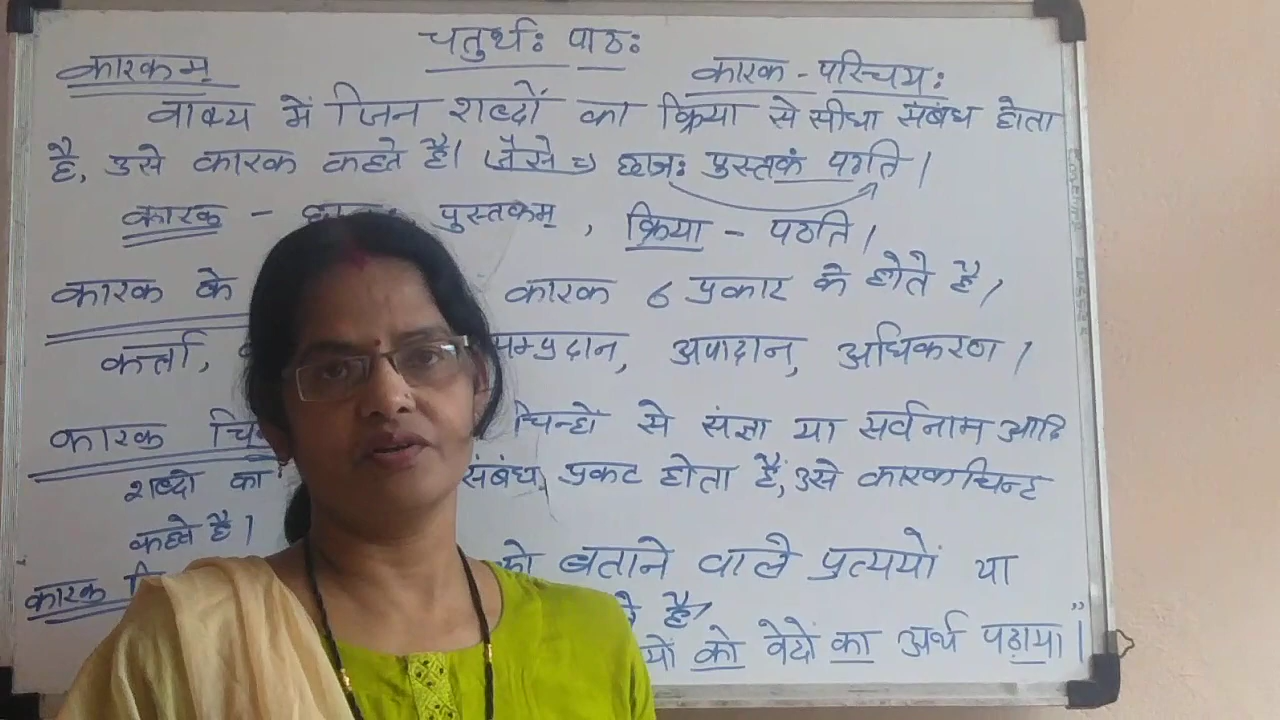 चतुर्थः पाठः
कारकम्
कारक - परिचयः
वाक्य में जिन शब्दों का क्रिया से सीधा संबंध होता
है, उसे कारक कहते है। (जैसे ⇒ छात्रः पुस्तकं पठति।
कारक - पुस्तकम्, क्रिया - पठति।
कारक के कारक 6 प्रकार के होते है।
कर्त्ता, सम्प्रदान, अपादान, अधिकरण।
कारक चिन्हों से संज्ञा या सर्वनाम आदि
शब्दो का संबंध प्रकट होता है, उसे कारकचिन्ह
कहते है।
कारक को बताने वाले प्रत्ययों या
है।
को वेदों का अर्थ पढ़ाया।"